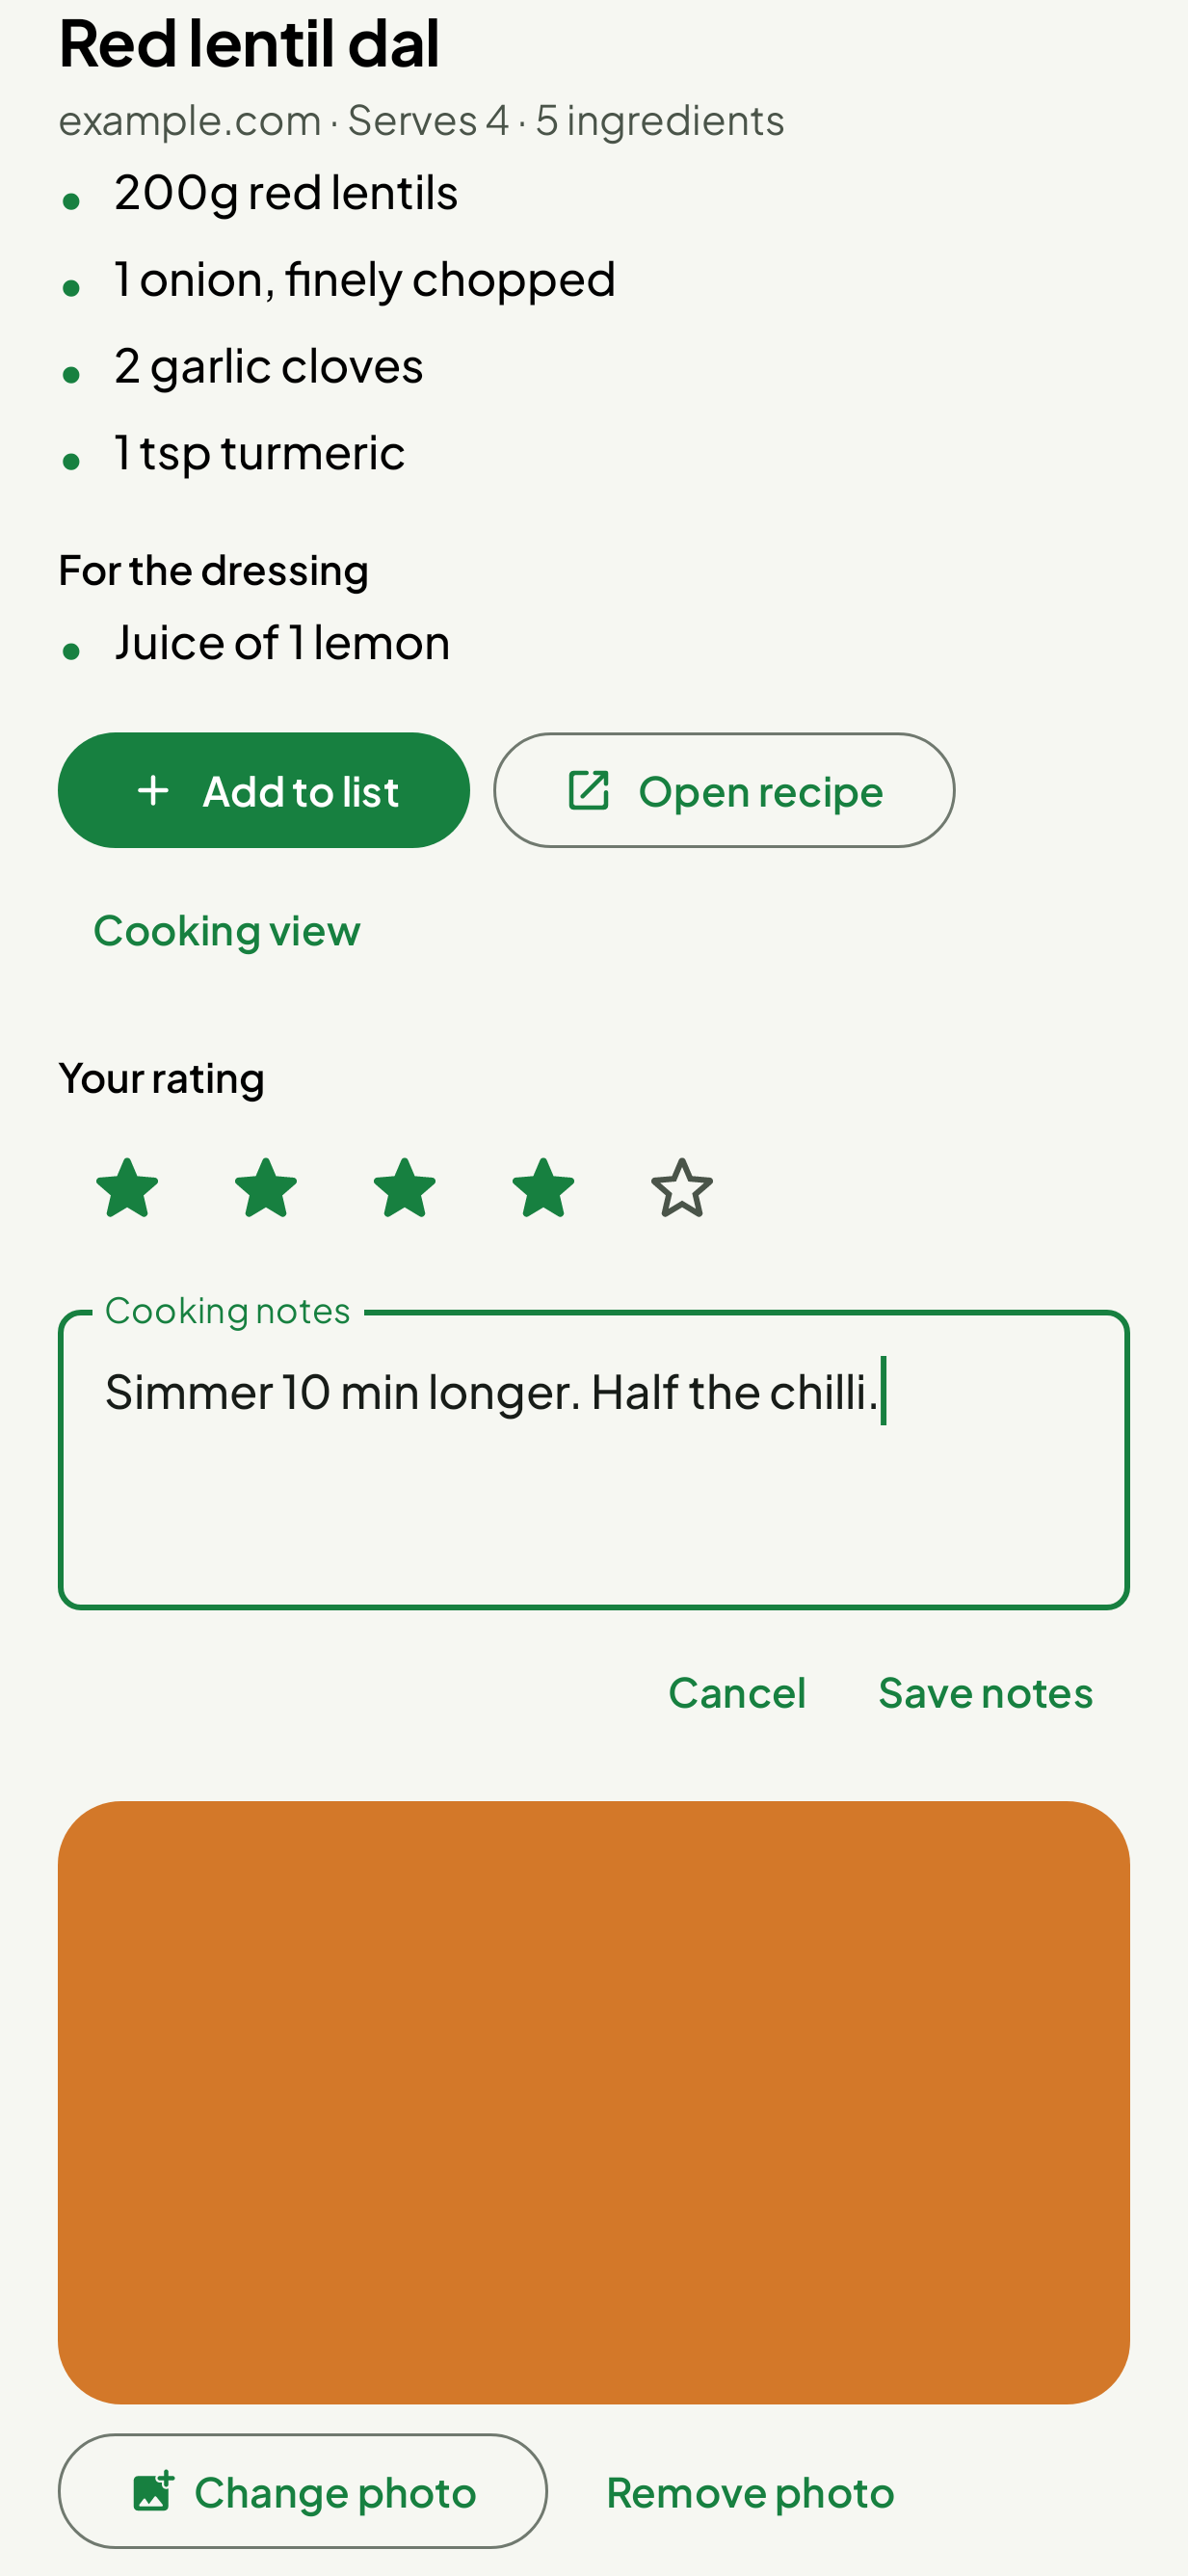 Red lentil dal
example.com · Serves 4 · 5 ingredients
200g red lentils
1 onion, finely chopped
2 garlic cloves
1 tsp turmeric
For the dressing
Juice of 1 lemon
Add to list
Open recipe
Cooking view
Your rating
Cooking notes
Simmer 10 min longer. Half the chilli.
Cancel
Save notes
Change photo
Remove photo